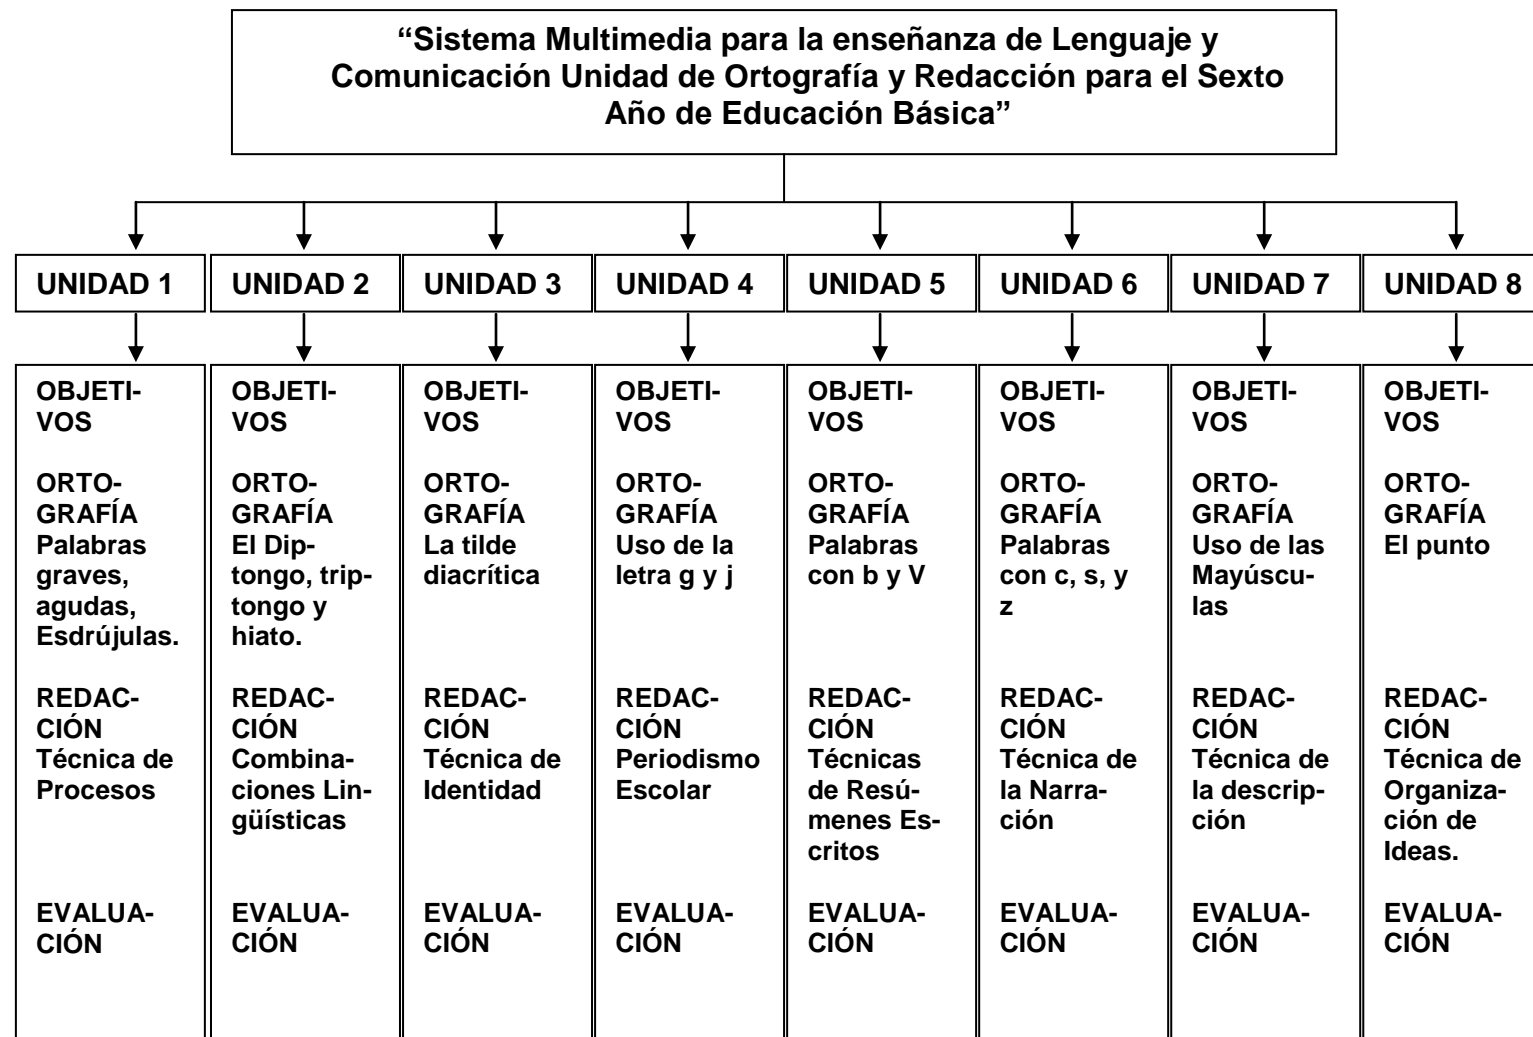 “Sistema Multimedia para la enseñanza de Lenguaje y
Comunicación Unidad de Ortografía y Redacción para el Sexto
Año de Educación Básica”
UNIDAD 1
UNIDAD 2
UNIDAD 3
UNIDAD 4
UNIDAD 5
UNIDAD 6
UNIDAD 7
UNIDAD 8
OBJETI-
VOS
ORTO-
GRAFÍA
Palabras
graves,
agudas,
Esdrújulas.
REDAC-
CIÓN
Técnica de
Procesos
EVALUA-
CIÓN
OBJETI-
VOS
ORTO-
GRAFÍA
El Dip-
tongo, trip-
tongo y
hiato.
REDAC-
CIÓN
Combina-
ciones Lin-
güísticas
EVALUA-
CIÓN
OBJETI-
VOS
ORTO-
GRAFÍA
La tilde
diacrítica
REDAC-
CIÓN
Técnica de
Identidad
EVALUA-
CIÓN
OBJETI-
VOS
ORTO-
GRAFÍA
Uso de la
letra g y j
REDAC-
CIÓN
Periodismo
Escolar
EVALUA-
CIÓN
OBJETI-
VOS
ORTO-
GRAFÍA
Palabras
con b y V
REDAC-
CIÓN
Técnicas
de Resú-
menes Es-
critos
EVALUA-
CIÓN
OBJETI-
VOS
ORTO-
GRAFÍA
Palabras
con c, s, y
z
REDAC-
CIÓN
Técnica de
la Narra-
ción
EVALUA-
CIÓN
OBJETI-
VOS
ORTO-
GRAFÍA
Uso de las
Mayúscu-
las
REDAC-
CIÓN
Técnica de
la descrip-
ción
EVALUA-
CIÓN
OBJETI-
VOS
ORTO-
GRAFÍA
El punto
REDAC-
CIÓN
Técnica de
Organiza-
ción de
Ideas.
EVALUA-
CIÓN